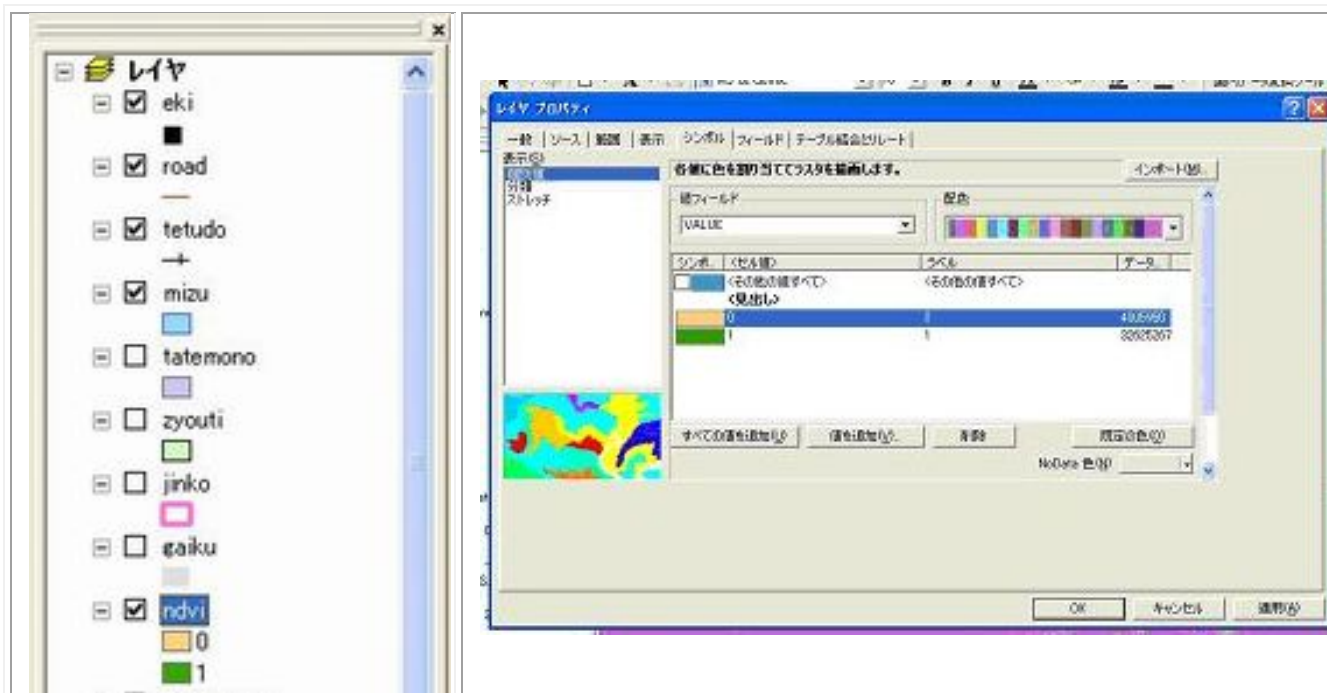 レイヤ
eki
road
tetudo
mizu
tatemono
zyouti
jinko
gaiku
ndvi
0
1
レイヤ プロパティ
一般 ソース 範囲 表示 シンボル フィールド テーブル結合とリレート
表示(S)
分類
ストレッチ
各値に色を割り当ててラスタを描画します。
インポート(M)...
値フィールド
配色
VALUE
シンボ... <セル値> ラベル データ...
<その他の値すべて> <その他の値すべて>
<見出し>
0
1 1 32625267
すべての値を追加(L) 値を追加(V)... 削除 既定の色(O)
NoData 色(N)
OK キャンセル 適用(A)